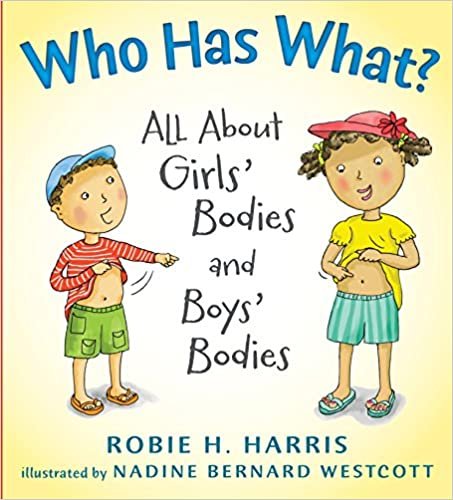 Who Has What?
ALL About
Girls'
Bodies
and
Boys'
Bodies
ROBIE H. HARRIS
illustrated by NADINE BERNARD WESTCOTT